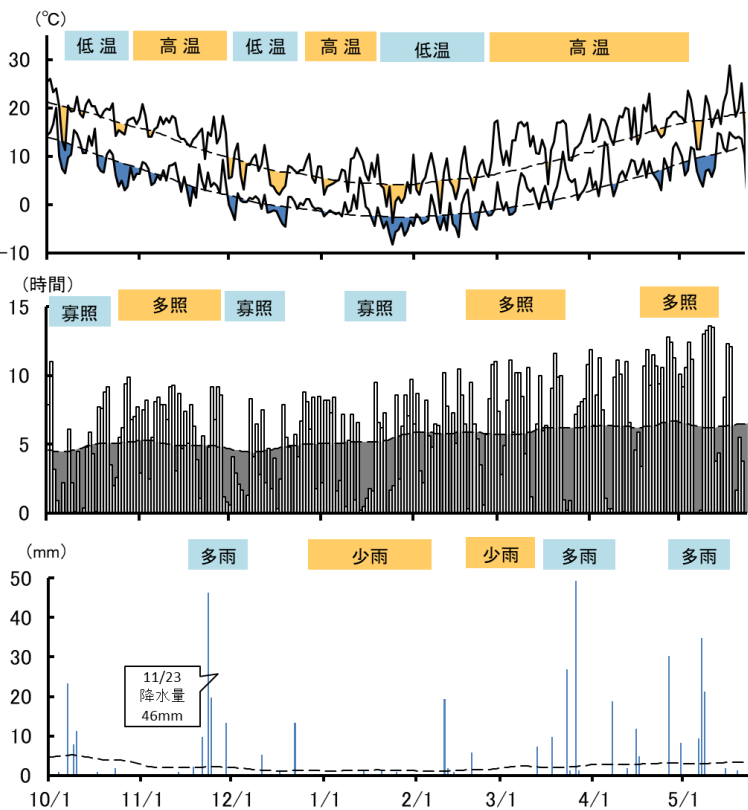 (℃)
低 温
高 温
低 温
高 温
低温
高 温
30
20
10
0
-10
(時間)
寡照
多照
寡照
寡照
多照
多照
15
10
5
0
(mm)
多雨
少雨
少雨
多雨
多雨
50
40
30
20
10
0
11/23
降水量
46mm
10/1 11/1 12/1 1/1 2/1 3/1 4/1 5/1